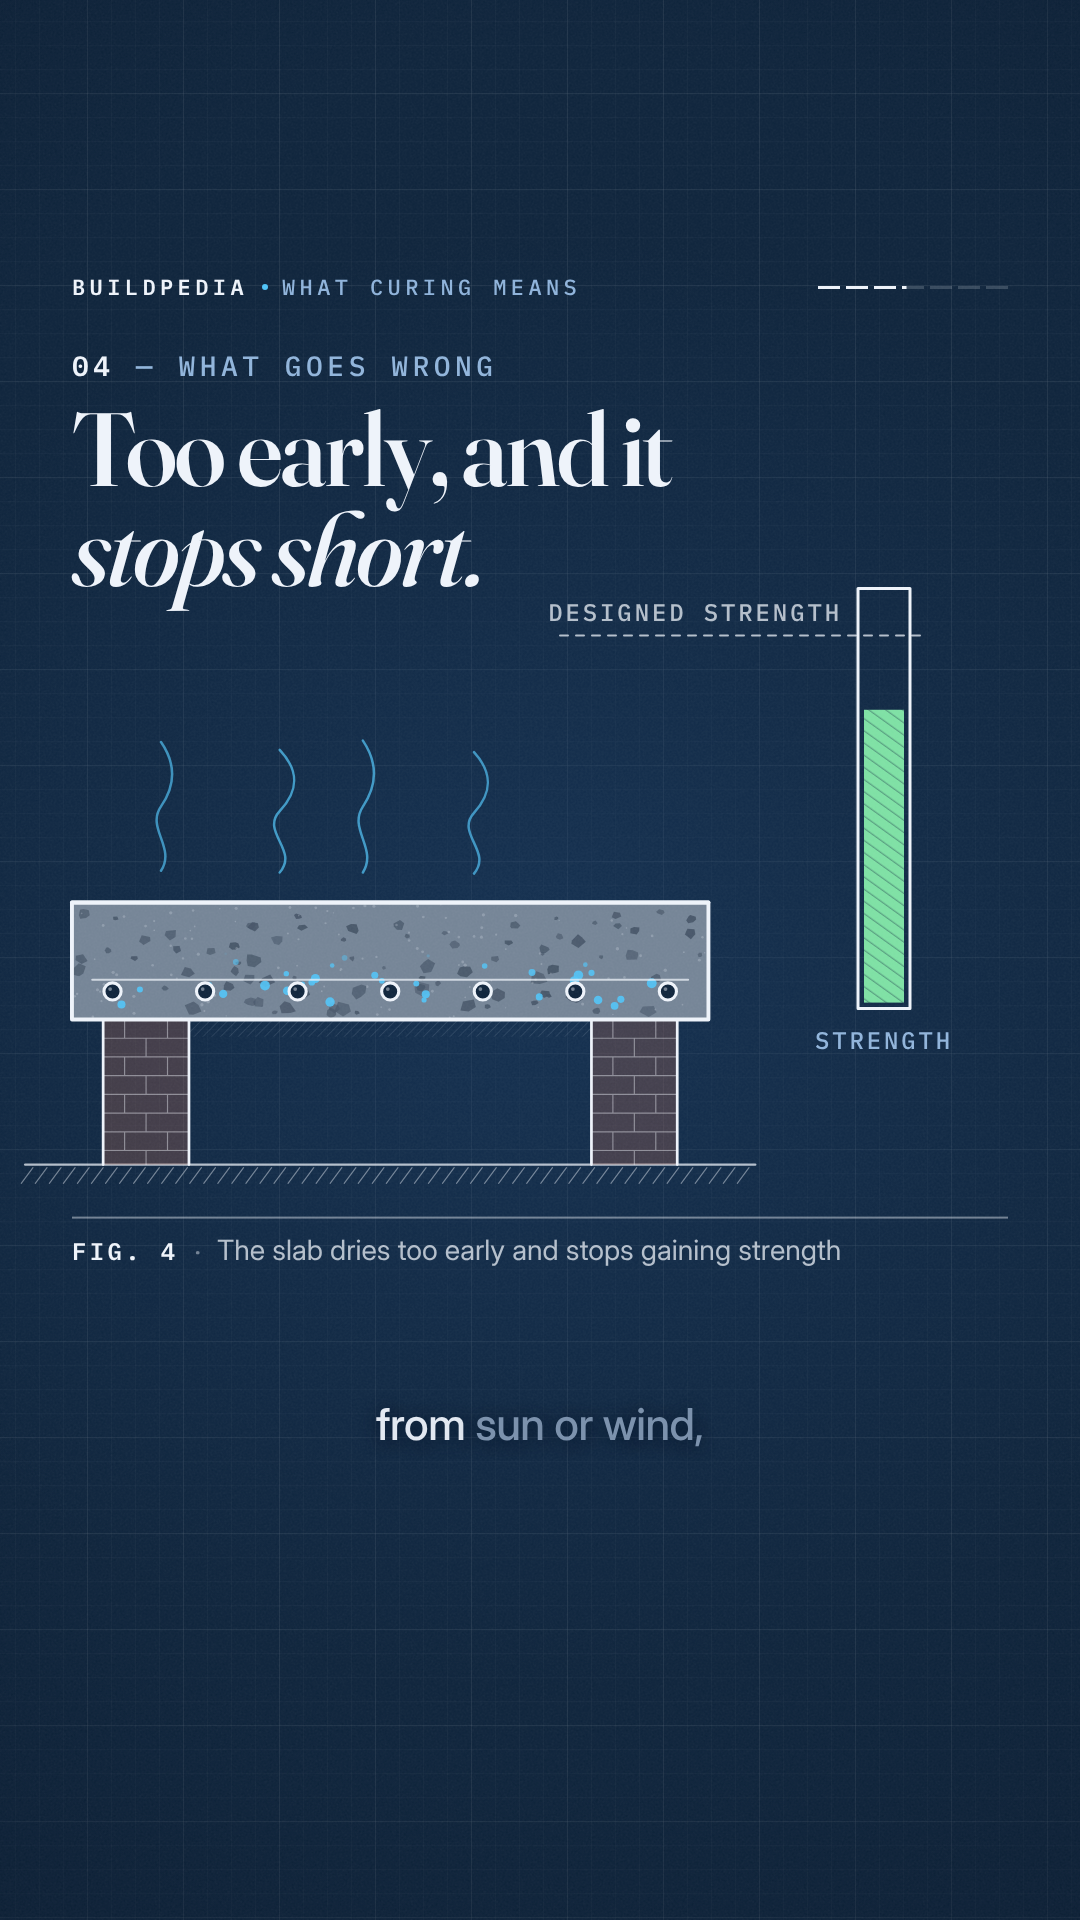 BUILDPEDIA • WHAT CURING MEANS
04 — WHAT GOES WRONG
Too early, and it
stops short.
DESIGNED STRENGTH
STRENGTH
FIG. 4 · The slab dries too early and stops gaining strength
from sun or wind,